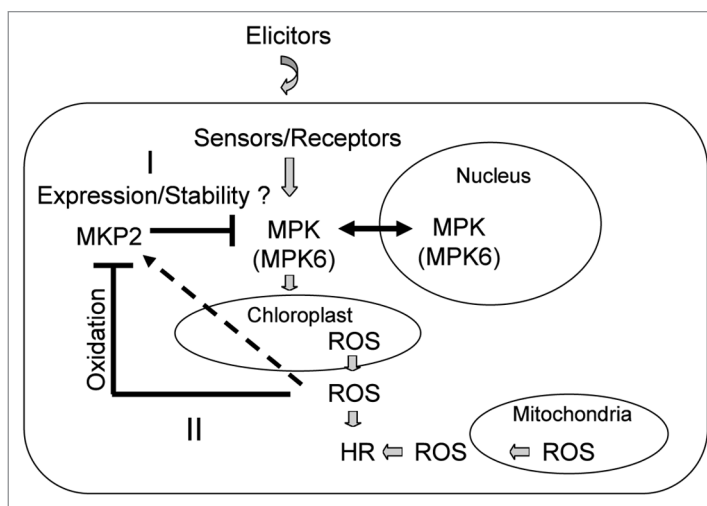 Elicitors
Sensors/Receptors
I
Expression/Stability ?
MKP2
MPK
(MPK6)
Nucleus
MPK
(MPK6)
Chloroplast
ROS
ROS
Oxidation
II
Mitochondria
HR
ROS
ROS